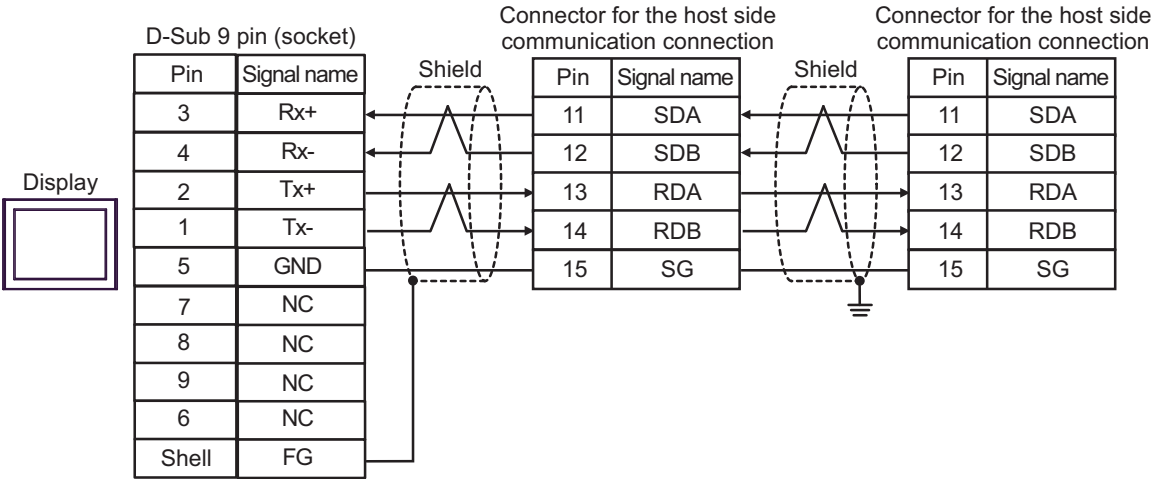 Display
D-Sub 9 pin (socket)
Pin Signal name
3 Rx+
4 Rx-
2 Tx+
1 Tx-
5 GND
7 NC
8 NC
9 NC
6 NC
Shell FG
Shield
Connector for the host side
communication connection
Pin Signal name
11 SDA
12 SDB
13 RDA
14 RDB
15 SG
Shield
Connector for the host side
communication connection
Pin Signal name
11 SDA
12 SDB
13 RDA
14 RDB
15 SG